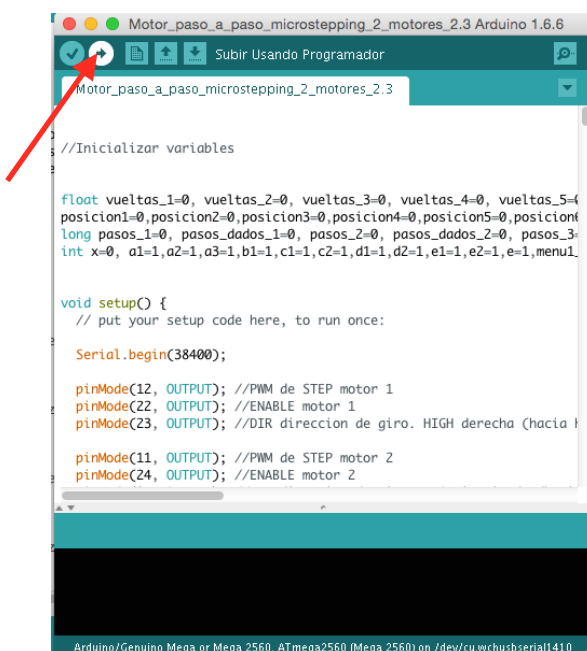 Motor_paso_a_paso_microstepping_2_motores_2.3 Arduino 1.6.6
Subir Usando Programador
Motor_paso_a_paso_microstepping_2_motores_2.3
//Inicializar variables
float vueltas_1=0, vueltas_2=0, vueltas_3=0, vueltas_4=0, vueltas_5=
posicion1=0,posicion2=0,posicion3=0,posicion4=0,posicion5=0,posicion
long pasos_1=0, pasos_dados_1=0, pasos_2=0, pasos_dados_2=0, pasos_3
int x=0, a1=1,a2=1,a3=1,b1=1,c1=1,c2=1,d1=1,d2=1,e1=1,e2=1,e=1,menu1_
void setup() {
// put your setup code here, to run once:
Serial.begin(38400);
pinMode(12, OUTPUT); //PWM de STEP motor 1
pinMode(22, OUTPUT); //ENABLE motor 1
pinMode(23, OUTPUT); //DIR direccion de giro. HIGH derecha (hacia
pinMode(11, OUTPUT); //PWM de STEP motor 2
pinMode(24, OUTPUT); //ENABLE motor 2
Arduino/Genuino Mega or Mega 2560, ATmega2560 (Mega 2560) on /dev/cu.wchusbserial1410